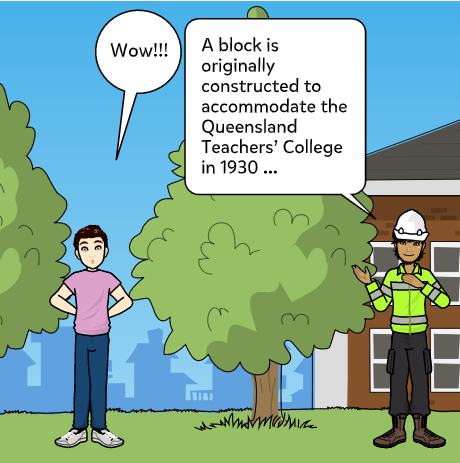 Wow!!!
A block is
originally
constructed to
accommodate the
Queensland
Teachers’ College
in 1930 ...